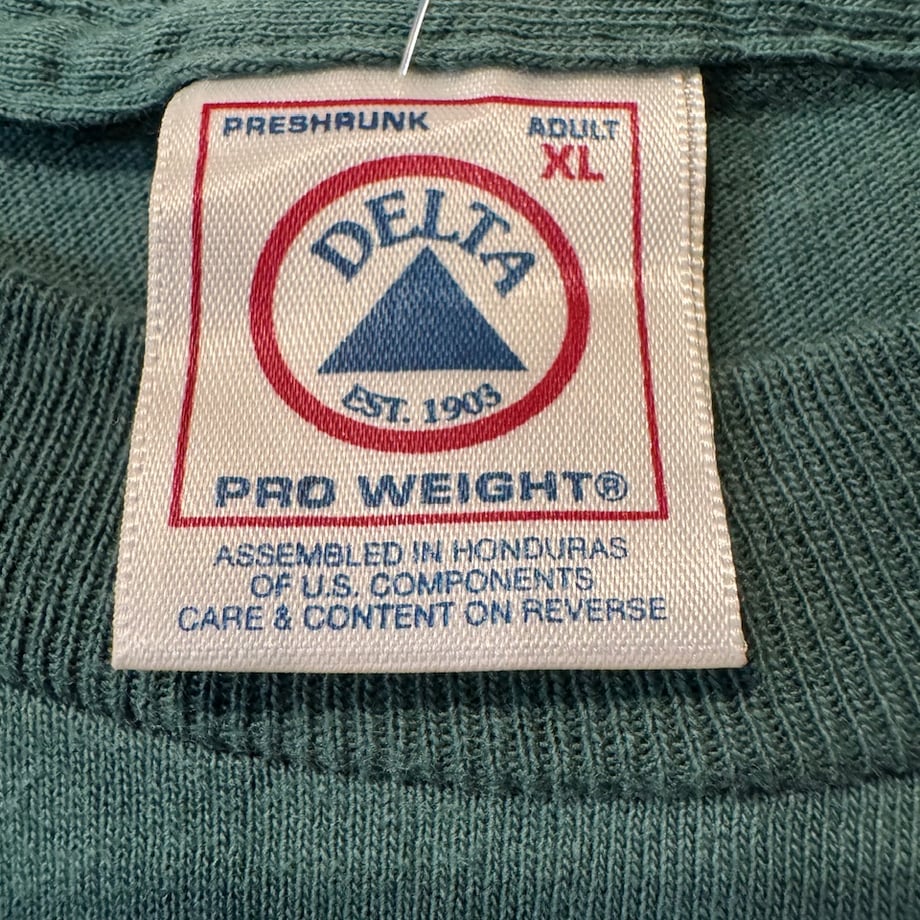 PRESHRUNK
ADULT
XL
DELTA
EST. 1903
PRO WEIGHT®
ASSEMBLED IN HONDURAS
OF U.S. COMPONENTS
CARE & CONTENT ON REVERSE